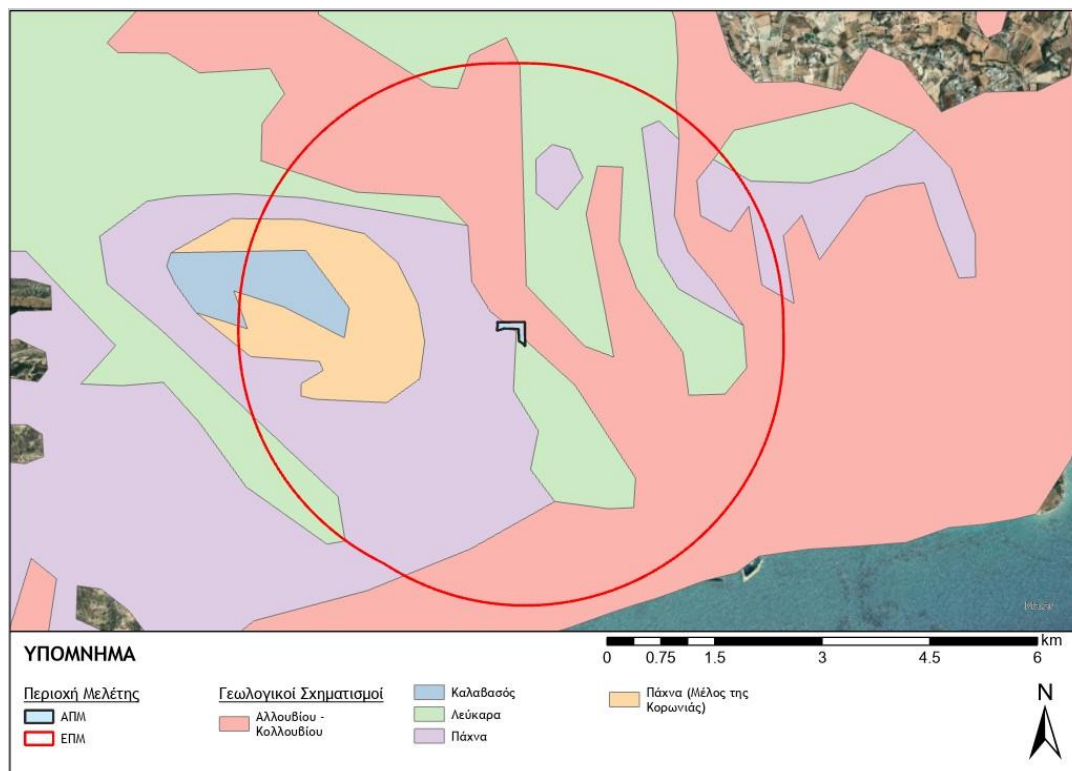 ΥΠΟΜΝΗΜΑ
km
0 0.75 1.5 3 4.5 6
Περιοχή Μελέτης
ΑΠΜ
ΕΠΜ
Γεωλογικοί Σχηματισμοί
Αλλουβίου -
Κολλουβίου
Καλαβασός
Λεύκαρα
Πάχνα
Πάχνα (Μέλος της
Κορωνιάς)
N